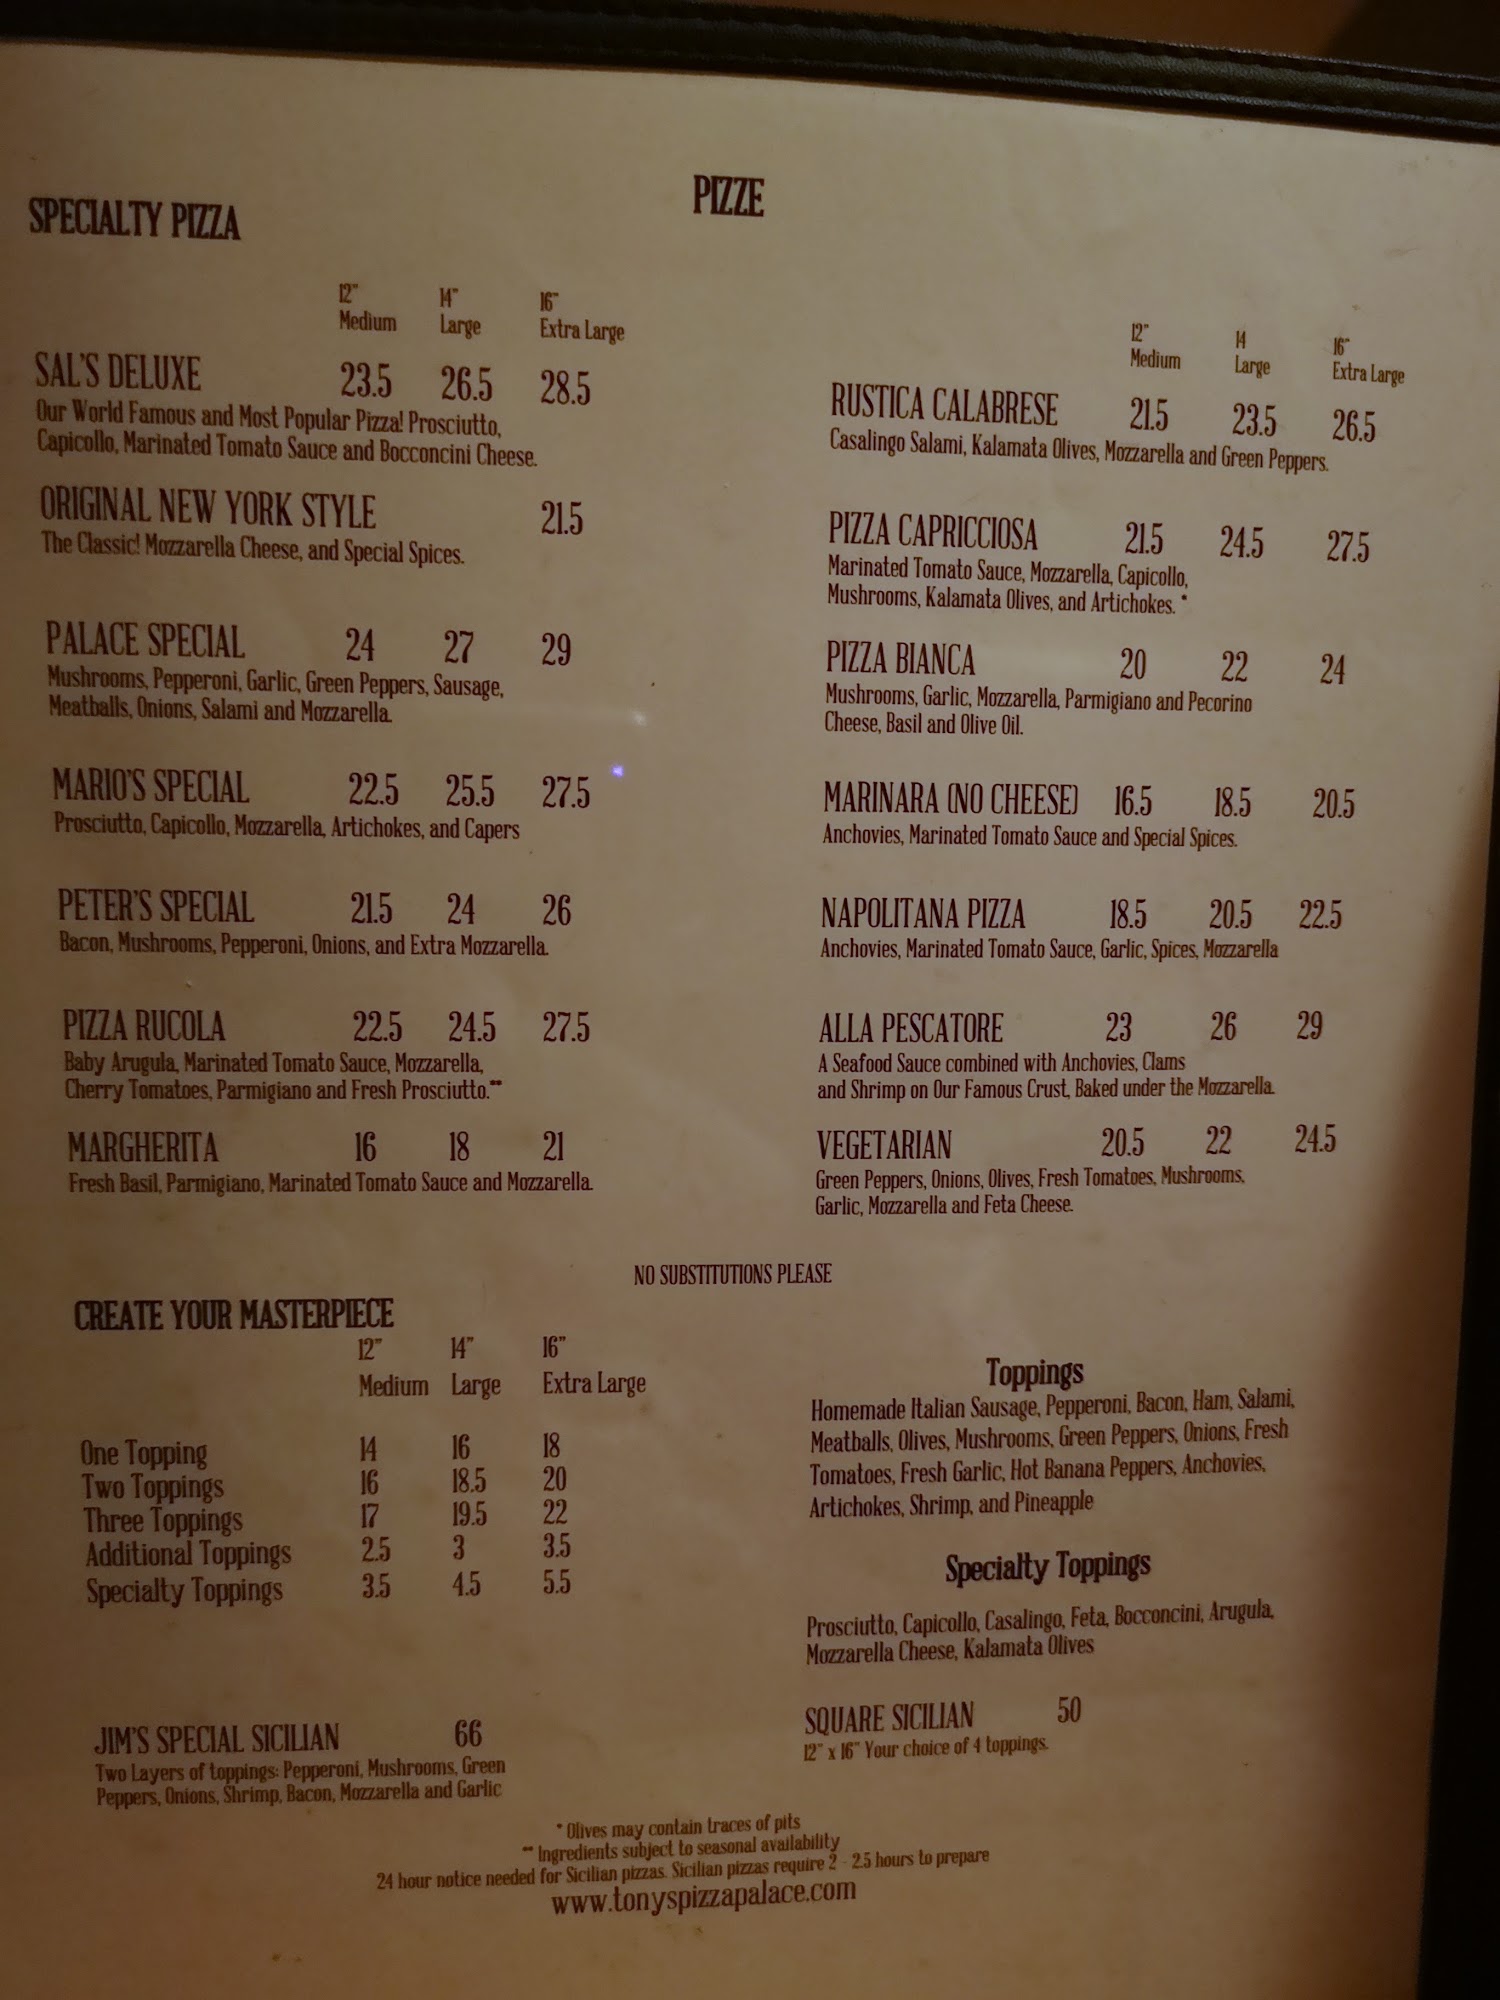 PIZZE
SPECIALTY PIZZA
12" 14" 16"
Medium Large Extra Large
SAL'S DELUXE 23.5 26.5 28.5
Our World Famous and Most Popular Pizza! Prosciutto,
Capicollo, Marinated Tomato Sauce and Bocconcini Cheese.
ORIGINAL NEW YORK STYLE 21.5
The Classic! Mozzarella Cheese, and Special Spices.
PALACE SPECIAL 24 27 29
Mushrooms, Pepperoni, Garlic, Green Peppers, Sausage,
Meatballs, Onions, Salami and Mozzarella.
MARIO'S SPECIAL 22.5 25.5 27.5
Prosciutto, Capicollo, Mozzarella, Artichokes, and Capers
PETER'S SPECIAL 21.5 24 26
Bacon, Mushrooms, Pepperoni, Onions, and Extra Mozzarella.
PIZZA RUCOLA 22.5 24.5 27.5
Baby Arugula, Marinated Tomato Sauce, Mozzarella,
Cherry Tomatoes, Parmigiano and Fresh Prosciutto.**
MARGHERITA 16 18 21
Fresh Basil, Parmigiano, Marinated Tomato Sauce and Mozzarella.
12" 14 16"
Medium Large Extra Large
RUSTICA CALABRESE 21.5 23.5 26.5
Casalingo Salami, Kalamata Olives, Mozzarella and Green Peppers.
PIZZA CAPRICCIOSA 21.5 24.5 27.5
Marinated Tomato Sauce, Mozzarella, Capicollo,
Mushrooms, Kalamata Olives, and Artichokes. *
PIZZA BIANCA 20 22 24
Mushrooms, Garlic, Mozzarella, Parmigiano and Pecorino
Cheese, Basil and Olive Oil.
MARINARA (NO CHEESE) 16.5 18.5 20.5
Anchovies, Marinated Tomato Sauce and Special Spices.
NAPOLITANA PIZZA 18.5 20.5 22.5
Anchovies, Marinated Tomato Sauce, Garlic, Spices, Mozzarella
ALLA PESCATORE 23 26 29
A Seafood Sauce combined with Anchovies, Clams
and Shrimp on Our Famous Crust, Baked under the Mozzarella.
VEGETARIAN 20.5 22 24.5
Green Peppers, Onions, Olives, Fresh Tomatoes, Mushrooms,
Garlic, Mozzarella and Feta Cheese.
NO SUBSTITUTIONS PLEASE
CREATE YOUR MASTERPIECE
12" 14" 16"
Medium Large Extra Large
One Topping 14 16 18
Two Toppings 16 18.5 20
Three Toppings 17 19.5 22
Additional Toppings 2.5 3 3.5
Specialty Toppings 3.5 4.5 5.5
Toppings
Homemade Italian Sausage, Pepperoni, Bacon, Ham, Salami,
Meatballs, Olives, Mushrooms, Green Peppers, Onions, Fresh
Tomatoes, Fresh Garlic, Hot Banana Peppers, Anchovies,
Artichokes, Shrimp, and Pineapple
Specialty Toppings
Prosciutto, Capicollo, Casalingo, Feta, Bocconcini, Arugula,
Mozzarella Cheese, Kalamata Olives
JIM'S SPECIAL SICILIAN 66
Two Layers of toppings: Pepperoni, Mushrooms, Green
Peppers, Onions, Shrimp, Bacon, Mozzarella and Garlic
SQUARE SICILIAN 50
12" x 16" Your choice of 4 toppings.
* Olives may contain traces of pits
** Ingredients subject to seasonal availability
24 hour notice needed for Sicilian pizzas. Sicilian pizzas require 2 - 2.5 hours to prepare
www.tonyspizzapalace.com